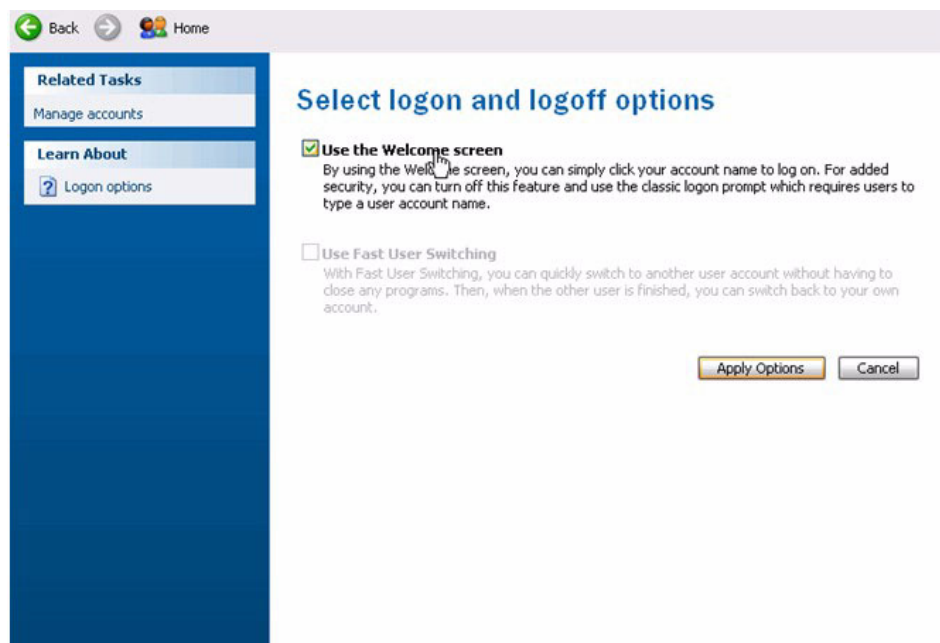 Back
Home
Related Tasks
Manage accounts
Learn About
Logon options
Select logon and logoff options
Use the Welcome screen
By using the Welcome screen, you can simply click your account name to log on. For added
security, you can turn off this feature and use the classic logon prompt which requires users to
type a user account name.
Use Fast User Switching
With Fast User Switching, you can quickly switch to another user account without having to
close any programs. Then, when the other user is finished, you can switch back to your own
account.
Apply Options
Cancel